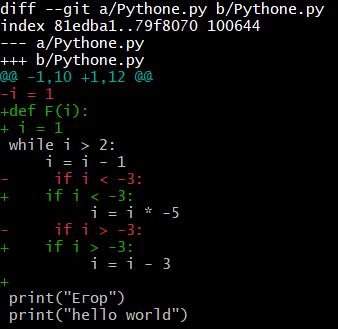 diff --git a/Pythone.py b/Pythone.py
index 81edba1..79f8070 100644
--- a/Pythone.py
+++ b/Pythone.py
@@ -1,10 +1,12 @@
-i = 1
+def F(i):
+ i = 1
 while i > 2:
     i = i - 1
-     if i < -3:
+    if i < -3:
         i = i * -5
-     if i > -3:
+    if i > -3:
         i = i - 3
+
 print("Егор")
 print("hello world")